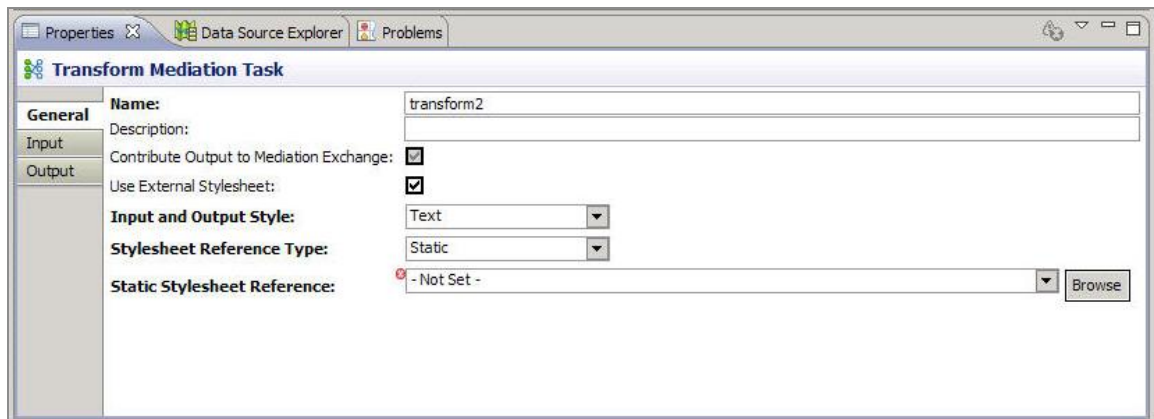 Properties
Data Source Explorer
Problems
Transform Mediation Task
General
Input
Output
Name: transform2
Description:
Contribute Output to Mediation Exchange:
Use External Stylesheet:
Input and Output Style: Text
Stylesheet Reference Type: Static
Static Stylesheet Reference: - Not Set - Browse